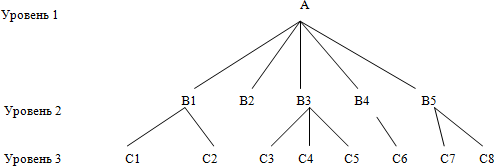 A
Уровень 1
B1 B2 B3 B4 B5
Уровень 2
Уровень 3 C1 C2 C3 C4 C5 C6 C7 C8